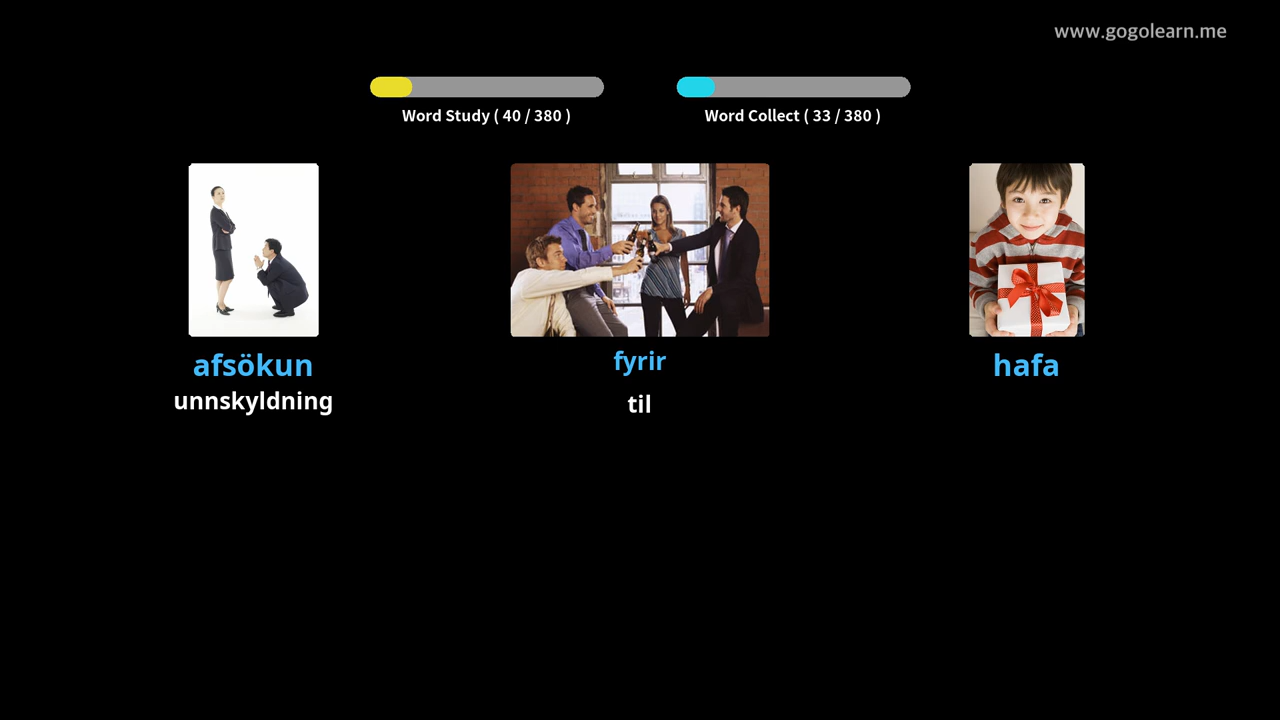 www.gogolearn.me
Word Study ( 40 / 380 )
Word Collect ( 33 / 380 )
afsökun
unnskyldning
fyrir
til
hafa